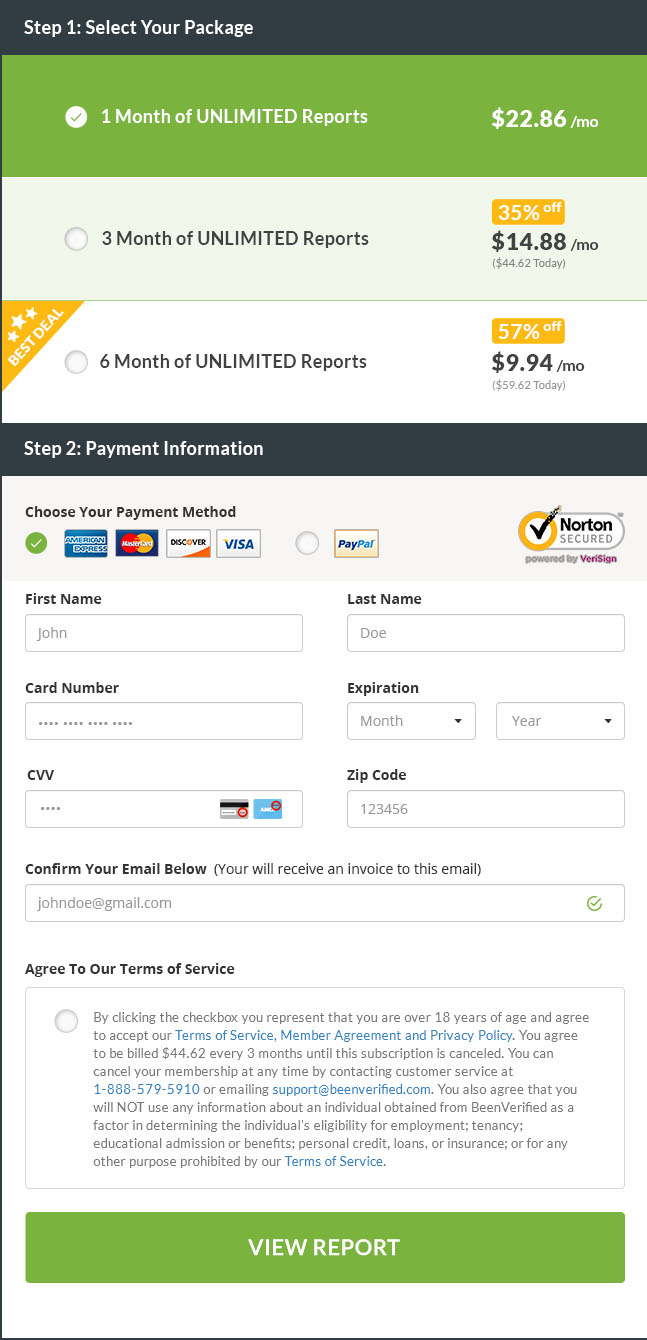 Step 1: Select Your Package
1 Month of UNLIMITED Reports
$22.86 /mo
35% off
3 Month of UNLIMITED Reports
$14.88 /mo
($44.62 Today)
BEST DEAL
57% off
6 Month of UNLIMITED Reports
$9.94 /mo
($59.62 Today)
Step 2: Payment Information
Choose Your Payment Method
AMERICAN EXPRESS
MasterCard
DISCOVER
VISA
PayPal
Norton
SECURED
powered by VeriSign
First Name
Last Name
John
Doe
Card Number
Expiration
•••• •••• •••• ••••
Month
Year
CVV
Zip Code
••••
123456
Confirm Your Email Below (Your will receive an invoice to this email)
johndoe@gmail.com
Agree To Our Terms of Service
By clicking the checkbox you represent that you are over 18 years of age and agree
to accept our Terms of Service, Member Agreement and Privacy Policy. You agree
to be billed $44.62 every 3 months until this subscription is canceled. You can
cancel your membership at any time by contacting customer service at
1-888-579-5910 or emailing support@beenverified.com. You also agree that you
will NOT use any information about an individual obtained from BeenVerified as a
factor in determining the individual's eligibility for employment; tenancy;
educational admission or benefits; personal credit, loans, or insurance; or for any
other purpose prohibited by our Terms of Service.
VIEW REPORT